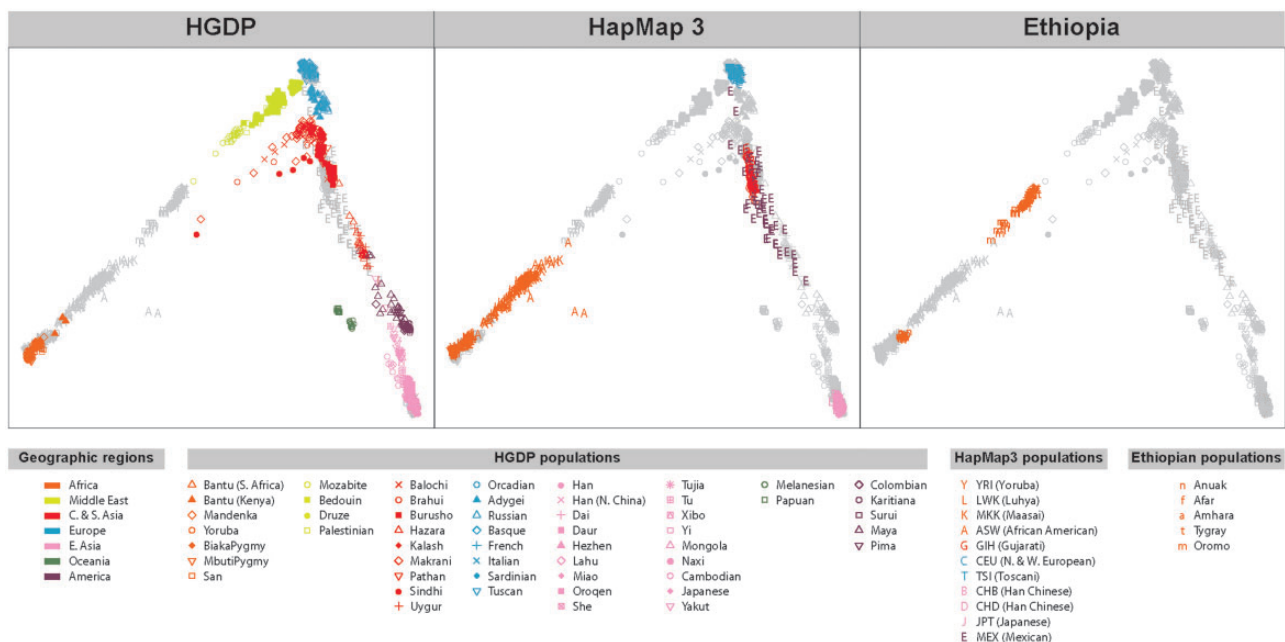 HGDP
HapMap 3
Ethiopia
Geographic regions
Africa
Middle East
C. & S. Asia
Europe
E. Asia
Oceania
America
HGDP populations
Bantu (S. Africa)
Bantu (Kenya)
Mandenka
Yoruba
BiakaPygmy
MbutiPygmy
San
Mozabite
Bedouin
Druze
Palestinian
Balochi
Brahui
Burusho
Hazara
Kalash
Makrani
Pathan
Sindhi
Uygur
Orcadian
Adygei
Russian
Basque
French
Italian
Sardinian
Tuscan
Han
Han (N. China)
Dai
Daur
Hezhen
Lahu
Miao
Oroqen
She
Tujia
Tu
Xibo
Yi
Mongola
Naxi
Cambodian
Japanese
Yakut
Melanesian
Papuan
Colombian
Karitiana
Surui
Maya
Pima
HapMap3 populations
Y YRI (Yoruba)
L LWK (Luhya)
K MKK (Maasai)
A ASW (African American)
G GIH (Gujarati)
C CEU (N. & W. European)
T TSI (Toscani)
B CHB (Han Chinese)
D CHD (Han Chinese)
J JPT (Japanese)
E MEX (Mexican)
Ethiopian populations
n Anuak
f Afar
a Amhara
t Tygray
m Oromo